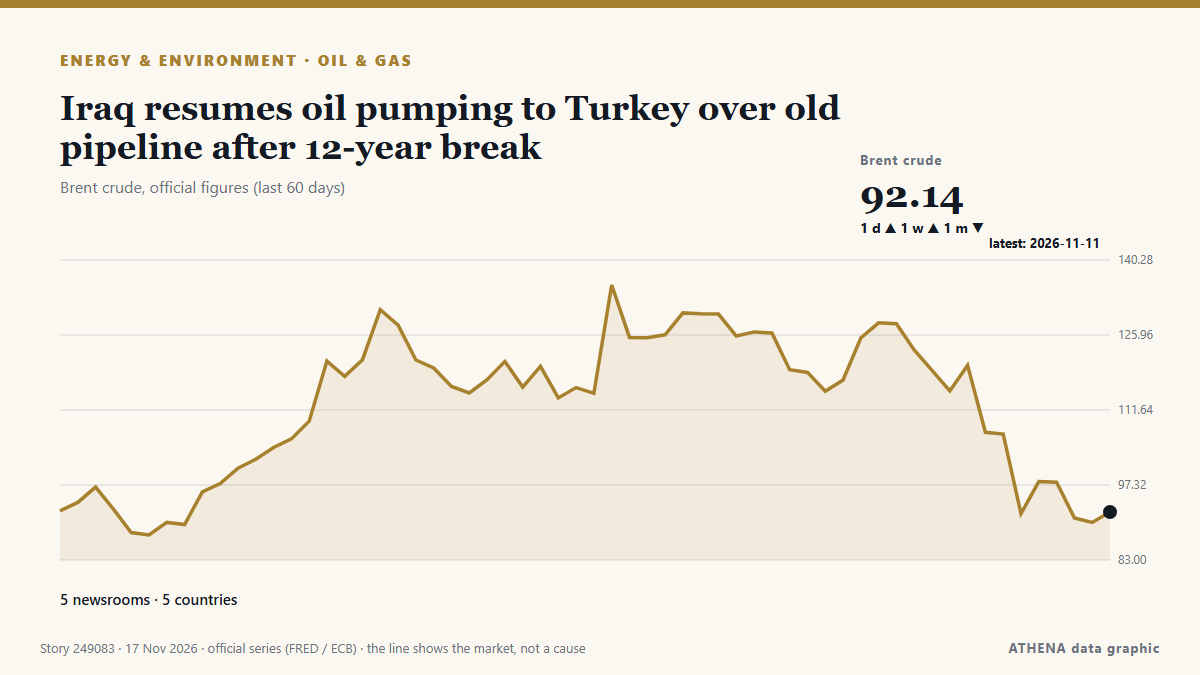 ENERGY & ENVIRONMENT · OIL & GAS
Iraq resumes oil pumping to Turkey over old
pipeline after 12-year break
Brent crude, official figures (last 60 days)
Brent crude
92.14
1 d ▲ 1 w ▲ 1 m ▼
latest: 2026-11-11
140.28
125.96
111.64
97.32
83.00
5 newsrooms · 5 countries
Story 249083 · 17 Nov 2026 · official series (FRED / ECB) · the line shows the market, not a cause
ATHENA data graphic